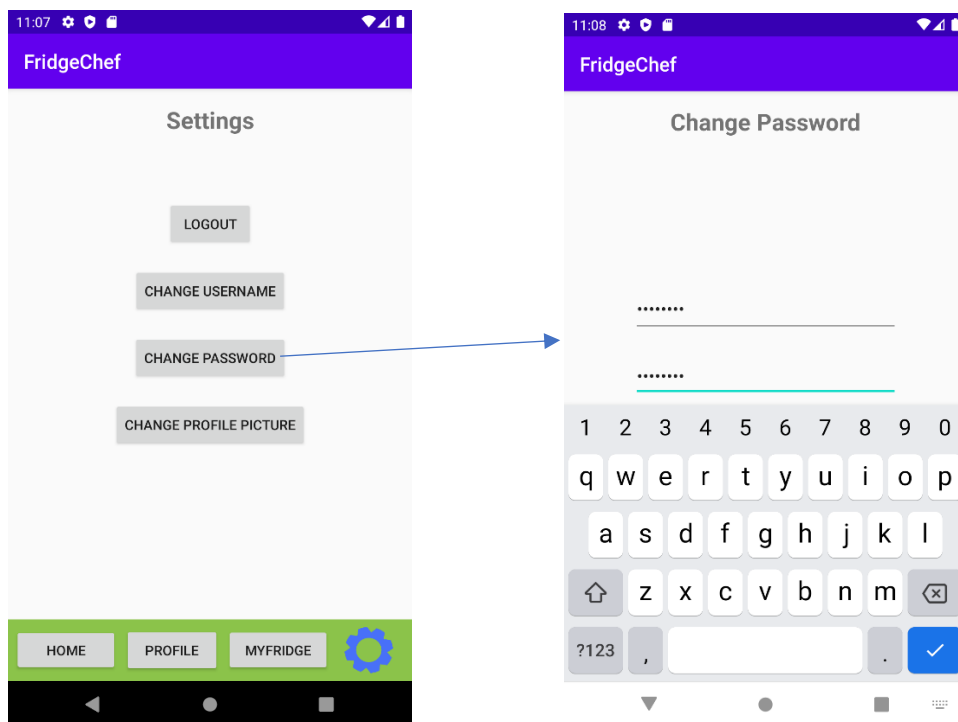 11:07
FridgeChef
Settings
LOGOUT
CHANGE USERNAME
CHANGE PASSWORD
CHANGE PROFILE PICTURE
HOME PROFILE MYFRIDGE
11:08
FridgeChef
Change Password
••••••••
••••••••
1 2 3 4 5 6 7 8 9 0
q w e r t y u i o p
a s d f g h j k l
z x c v b n m
?123 , .